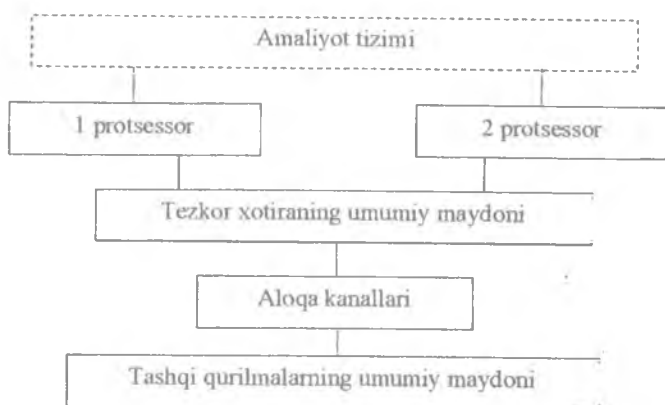 Amaliyot tizimi
1 protsessor
2 protsessor
Tezkor xotiraning umumiy maydoni
Aloqa kanallari
Tashqi qurilmalarning umumiy maydoni